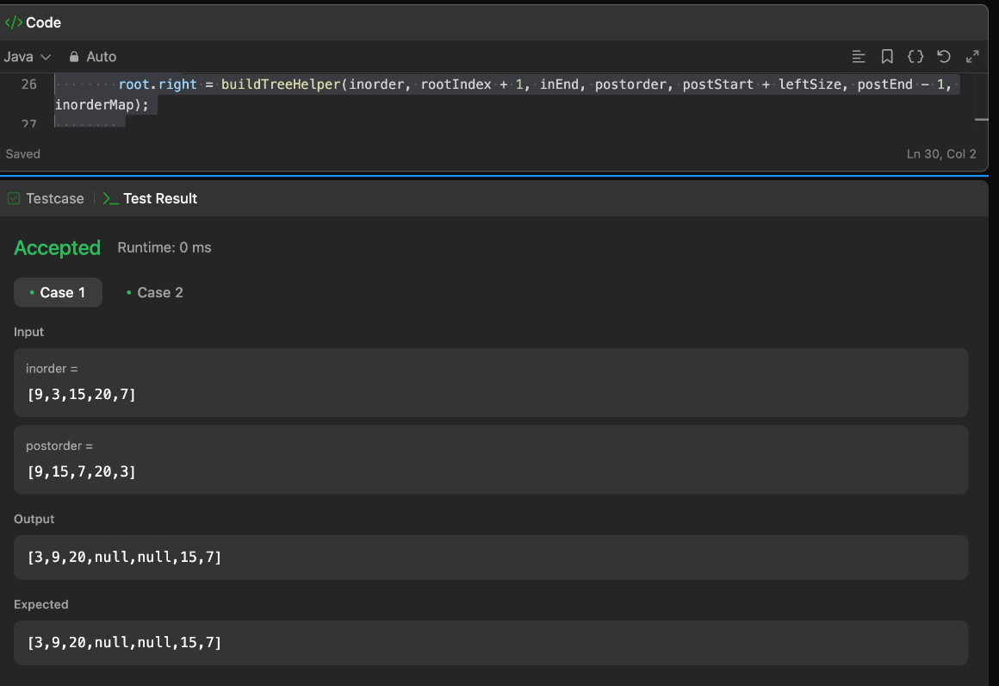 </> Code
Java Auto
26 root.right = buildTreeHelper(inorder, rootIndex + 1, inEnd, postorder, postStart + leftSize, postEnd - 1,
inorderMap);
27
Saved Ln 30, Col 2
Testcase | >_ Test Result
Accepted Runtime: 0 ms
• Case 1 • Case 2
Input
inorder =
[9,3,15,20,7]
postorder =
[9,15,7,20,3]
Output
[3,9,20,null,null,15,7]
Expected
[3,9,20,null,null,15,7]